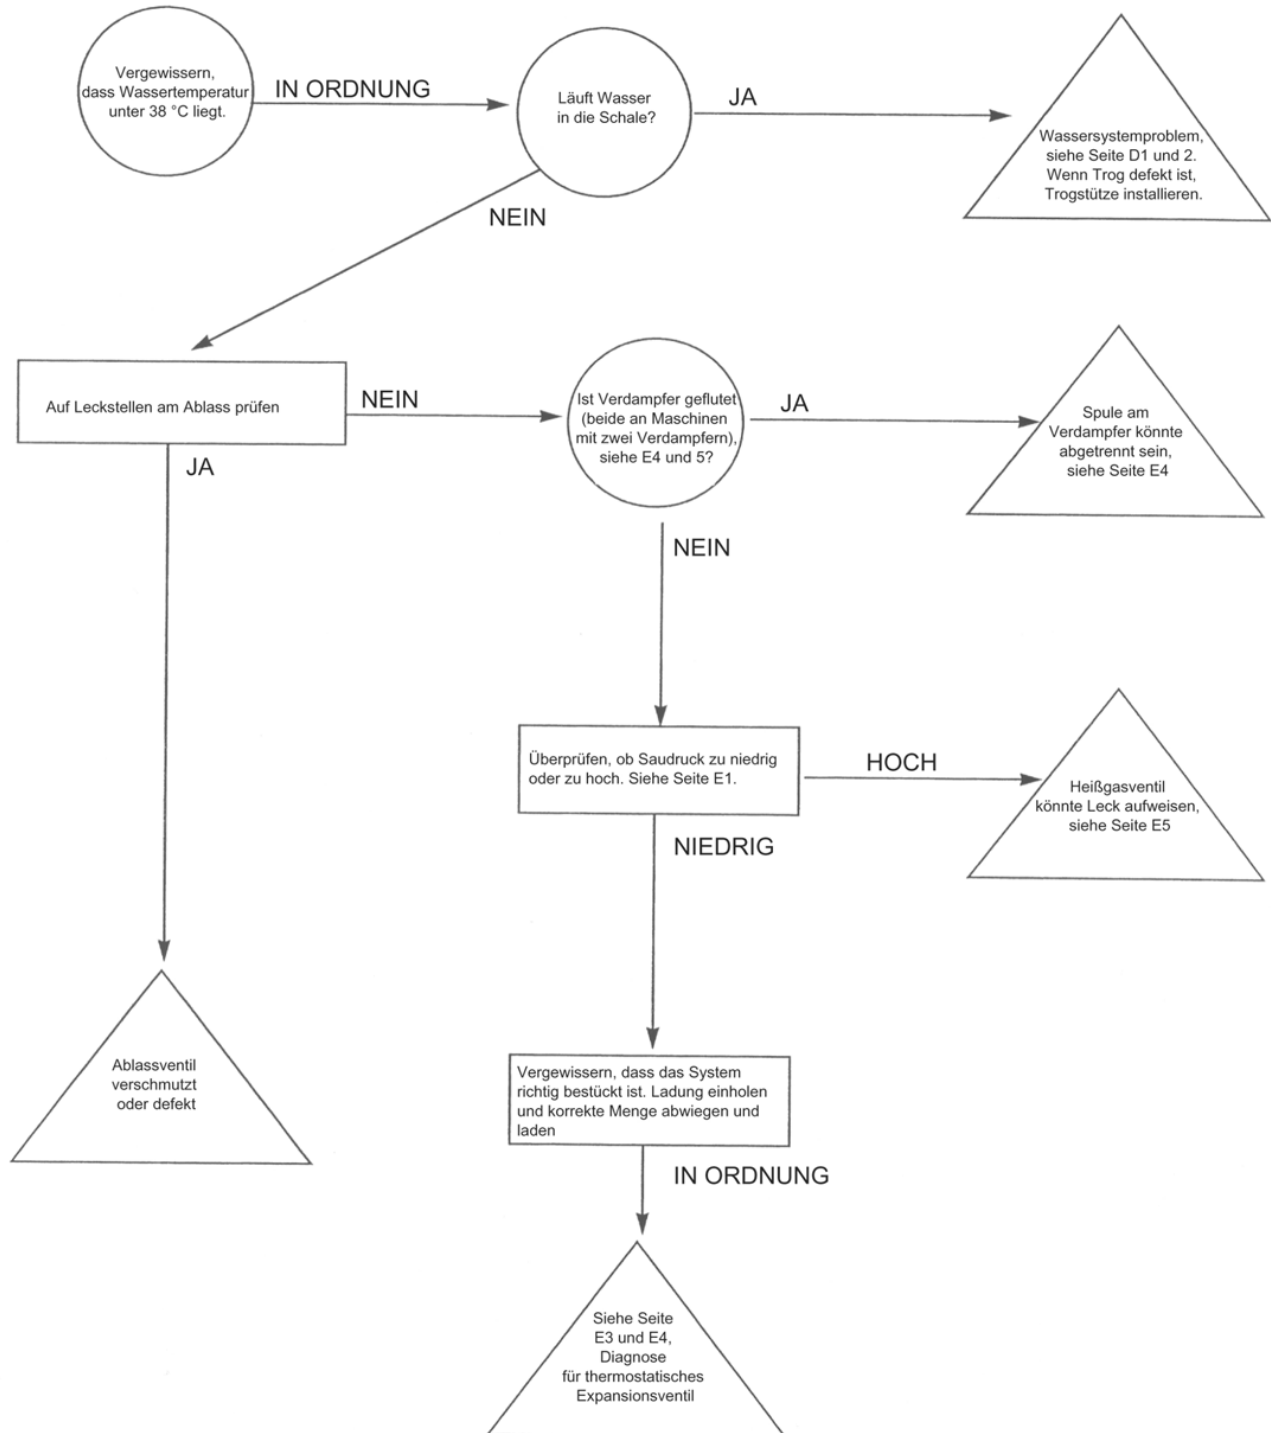 Vergewissern,
dass Wassertemperatur
unter 38 °C liegt.
IN ORDNUNG
Läuft Wasser
in die Schale?
JA
Wassersystemproblem,
siehe Seite D1 und 2.
Wenn Trog defekt ist,
Trogstütze installieren.
NEIN
Auf Leckstellen am Ablass prüfen
NEIN
Ist Verdampfer geflutet
(beide an Maschinen
mit zwei Verdampfern),
siehe E4 und 5?
JA
Spule am
Verdampfer könnte
abgetrennt sein,
siehe Seite E4
JA
NEIN
Überprüfen, ob Saudruck zu niedrig
oder zu hoch. Siehe Seite E1.
HOCH
Heißgasventil
könnte Leck aufweisen,
siehe Seite E5
NIEDRIG
Ablassventil
verschmutzt
oder defekt
Vergewissern, dass das System
richtig bestückt ist. Ladung einholen
und korrekte Menge abwiegen und
laden
IN ORDNUNG
Siehe Seite
E3 und E4,
Diagnose
für thermostatisches
Expansionsventil